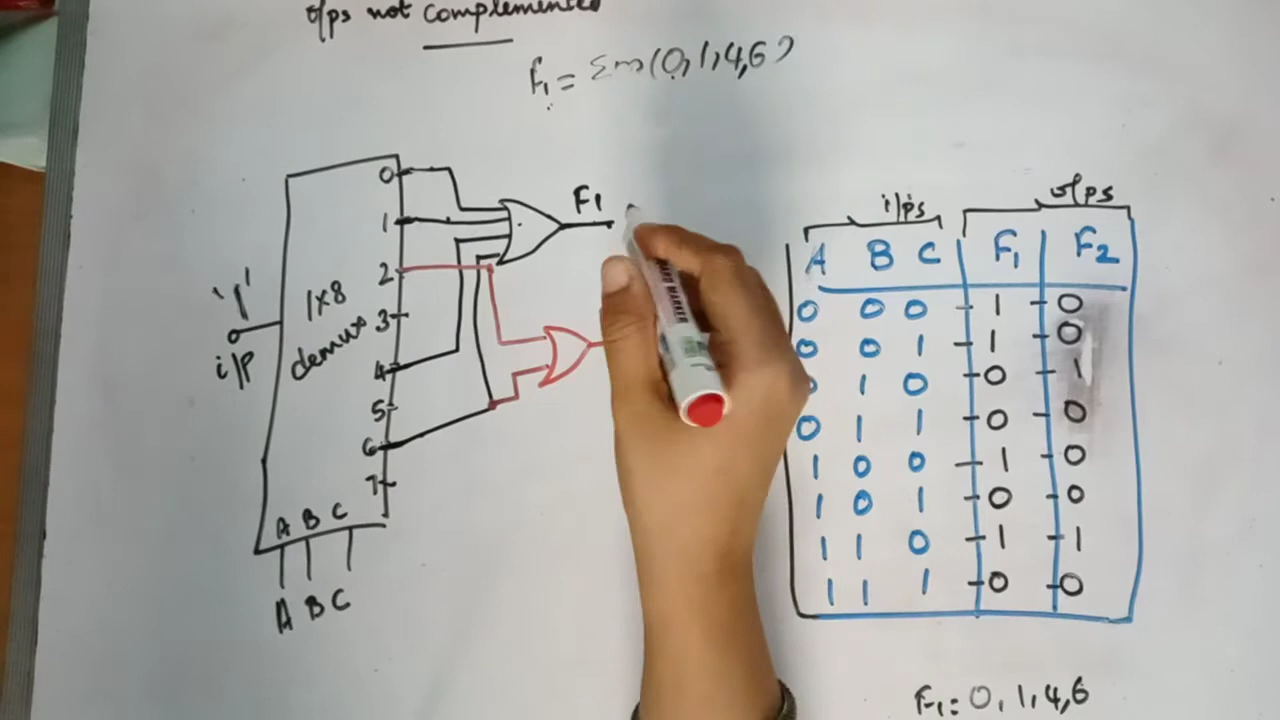 o/ps not complemented
F1 = Σm(0,1,4,6)
0
1
2
3
4
5
6
7
'1'
i/p
1x8
demux
A B C
A B C
F1
i/ps o/ps
A B C F1 F2
0 0 0 1 0
0 0 1 1 0
0 1 0 0 1
0 1 1 0 0
1 0 0 1 0
1 0 1 0 0
1 1 0 1 1
1 1 1 0 0
F1 = 0, 1, 4, 6